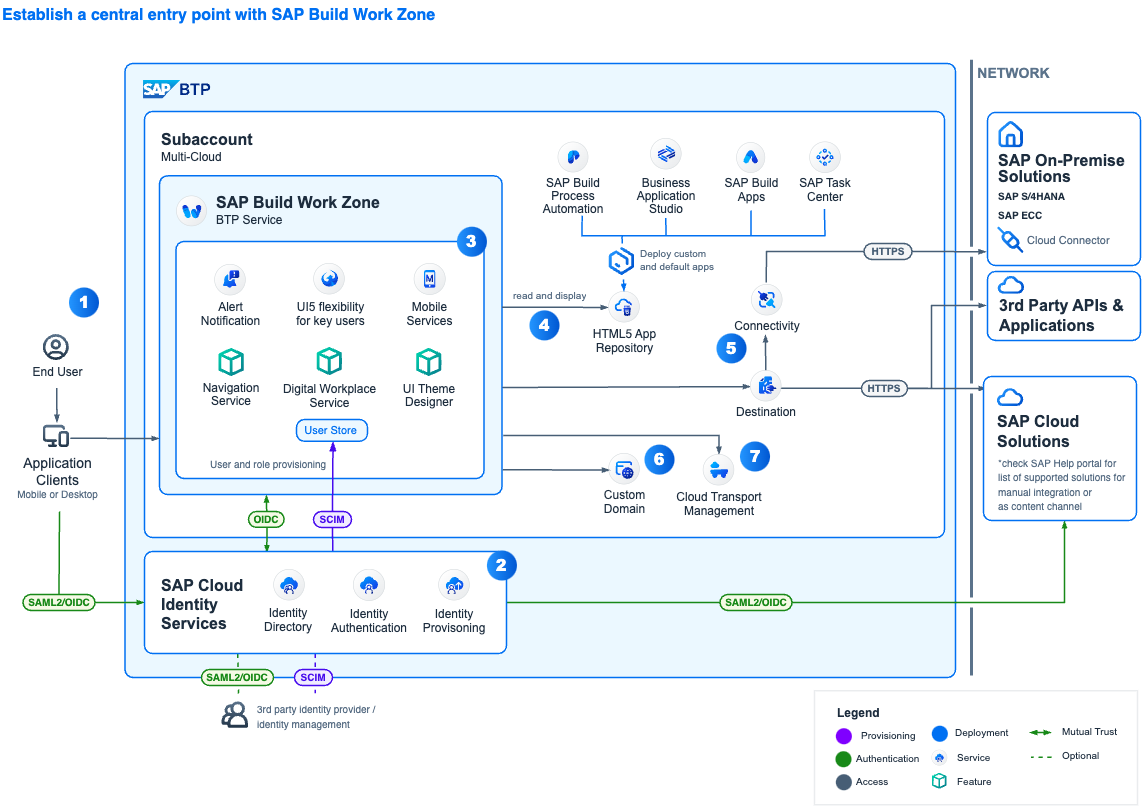 Establish a central entry point with SAP Build Work Zone
SAP BTP
NETWORK
Subaccount
Multi-Cloud
SAP Build Work Zone
BTP Service
3
Alert
Notification
UI5 flexibility
for key users
Mobile
Services
Navigation
Service
Digital Workplace
Service
UI Theme
Designer
User Store
User and role provisioning
1
End User
Application
Clients
Mobile or Desktop
SAP Build
Process
Automation
Business
Application
Studio
SAP Build
Apps
SAP Task
Center
Deploy custom
and default apps
read and display
4
HTML5 App
Repository
Connectivity
5
Destination
HTTPS
HTTPS
6
Custom
Domain
7
Cloud Transport
Management
SAP On-Premise
Solutions
SAP S/4HANA
SAP ECC
Cloud Connector
3rd Party APIs &
Applications
SAP Cloud
Solutions
*check SAP Help portal for
list of supported solutions for
manual integration or
as content channel
OIDC
SCIM
2
SAP Cloud
Identity
Services
Identity
Directory
Identity
Authentication
Identity
Provisoning
SAML2/OIDC
SAML2/OIDC
SAML2/OIDC
SCIM
3rd party identity provider /
identity management
Legend
Provisioning
Deployment
Mutual Trust
Authentication
Service
Optional
Access
Feature